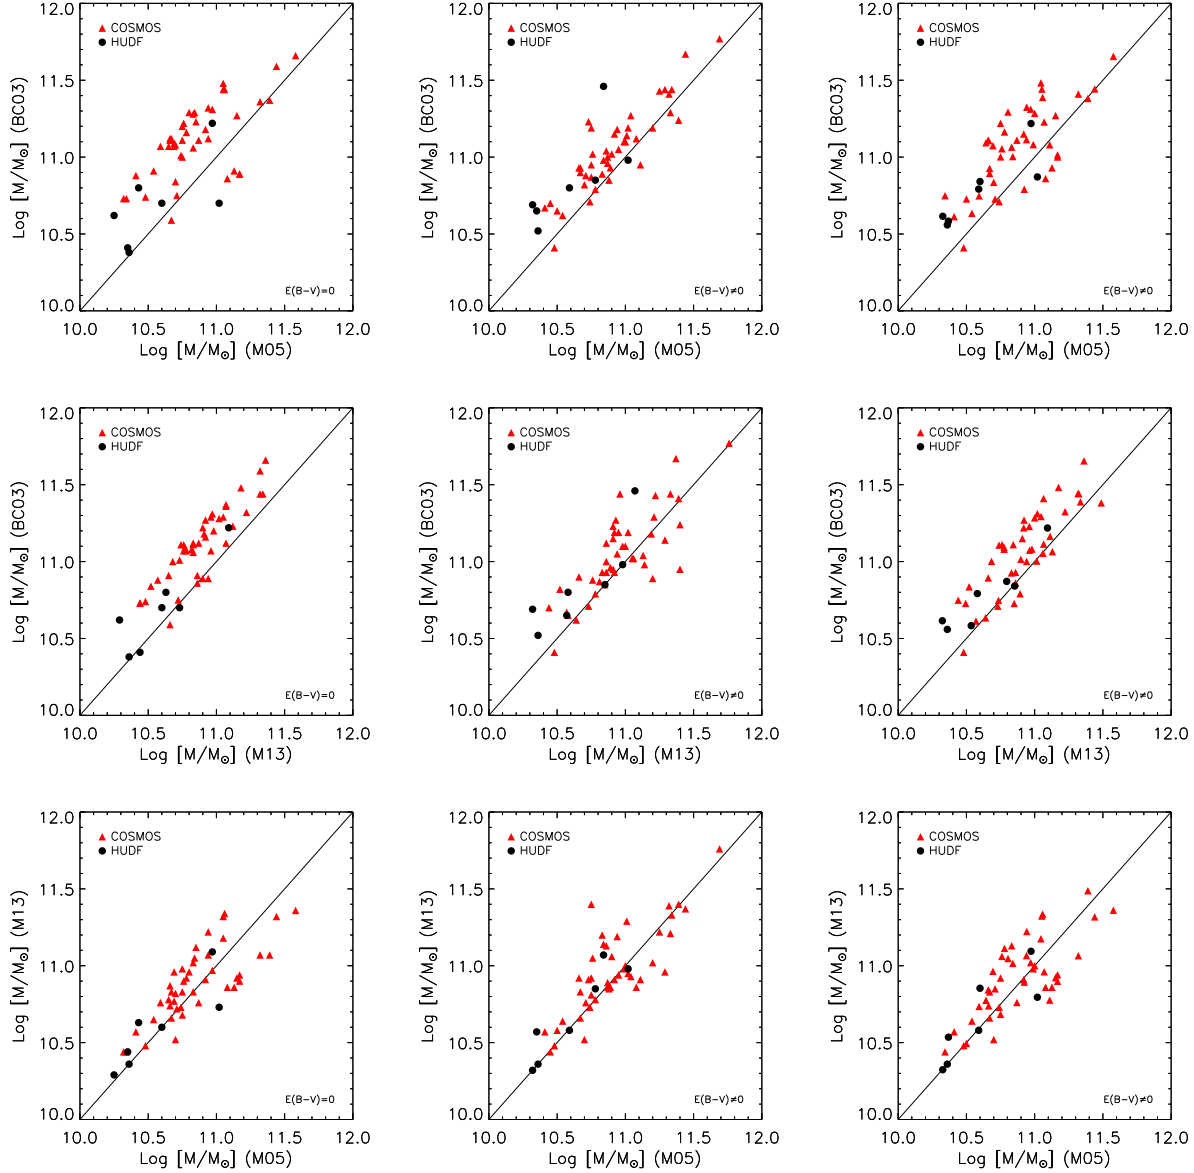 12.0 12.0 12.0
COSMOS COSMOS COSMOS
HUDF HUDF HUDF
11.5 11.5 11.5
Log [M/M⊙] (BC03) Log [M/M⊙] (BC03) Log [M/M⊙] (BC03)
11.0 11.0 11.0
10.5 10.5 10.5
E(B−V)=0 E(B−V)≠0 E(B−V)≠0
10.0 10.0 10.0
10.0 10.5 11.0 11.5 12.0 10.0 10.5 11.0 11.5 12.0 10.0 10.5 11.0 11.5 12.0
Log [M/M⊙] (M05) Log [M/M⊙] (M05) Log [M/M⊙] (M05)
12.0 12.0 12.0
COSMOS COSMOS COSMOS
HUDF HUDF HUDF
11.5 11.5 11.5
Log [M/M⊙] (BC03) Log [M/M⊙] (BC03) Log [M/M⊙] (BC03)
11.0 11.0 11.0
10.5 10.5 10.5
E(B−V)=0 E(B−V)≠0 E(B−V)≠0
10.0 10.0 10.0
10.0 10.5 11.0 11.5 12.0 10.0 10.5 11.0 11.5 12.0 10.0 10.5 11.0 11.5 12.0
Log [M/M⊙] (M13) Log [M/M⊙] (M13) Log [M/M⊙] (M13)
12.0 12.0 12.0
COSMOS COSMOS COSMOS
HUDF HUDF HUDF
11.5 11.5 11.5
Log [M/M⊙] (M13) Log [M/M⊙] (M13) Log [M/M⊙] (M13)
11.0 11.0 11.0
10.5 10.5 10.5
E(B−V)=0 E(B−V)≠0 E(B−V)≠0
10.0 10.0 10.0
10.0 10.5 11.0 11.5 12.0 10.0 10.5 11.0 11.5 12.0 10.0 10.5 11.0 11.5 12.0
Log [M/M⊙] (M05) Log [M/M⊙] (M05) Log [M/M⊙] (M05)